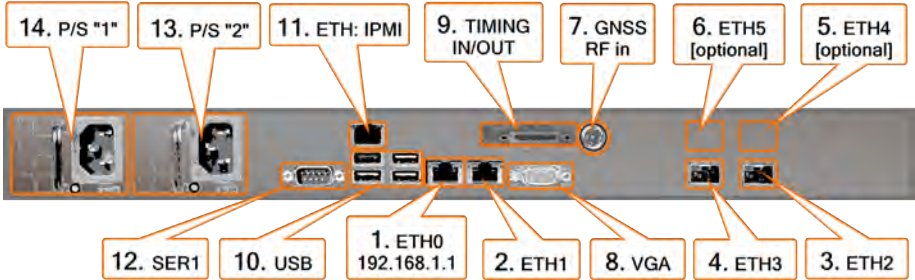 14. P/S "1"
13. P/S "2"
11. ETH: IPMI
9. TIMING
IN/OUT
7. GNSS
RF in
6. ETH5
[optional]
5. ETH4
[optional]
12. SER1
10. USB
1. ETH0
192.168.1.1
2. ETH1
8. VGA
4. ETH3
3. ETH2